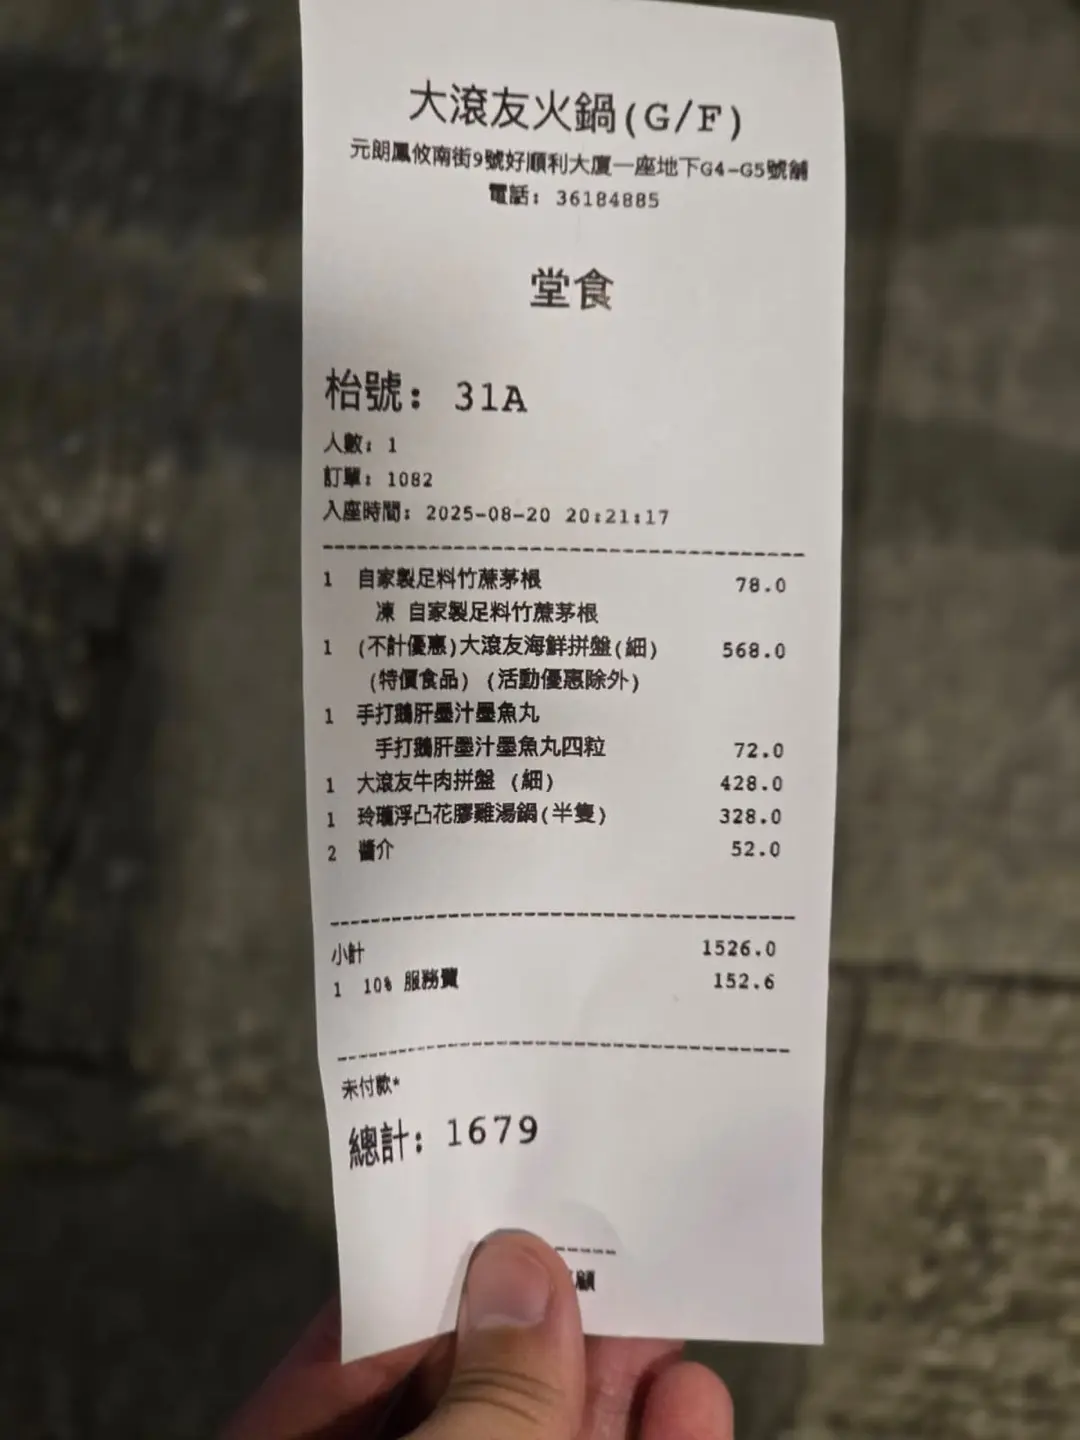 大滾友火鍋(G/F)
元朗鳳攸南街9號好順利大廈一座地下G4-G5號舖
電話: 36184885
堂食
枱號: 31A
人數: 1
訂單: 1082
入座時間: 2025-08-20 20:21:17
1 自家製足料竹蔗茅根 78.0
凍 自家製足料竹蔗茅根
1 (不計優惠)大滾友海鮮拼盤(細) 568.0
(特價食品) (活動優惠除外)
1 手打鵝肝墨汁墨魚丸
手打鵝肝墨汁墨魚丸四粒 72.0
1 大滾友牛肉拼盤 (細) 428.0
1 玲瓏浮凸花膠雞湯鍋(半隻) 328.0
2 醬介 52.0
小計 1526.0
1 10% 服務費 152.6
未付款*
總計: 1679
顧